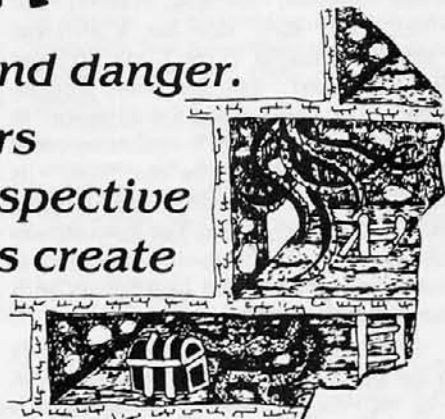 nd danger.
rs
spective
s create